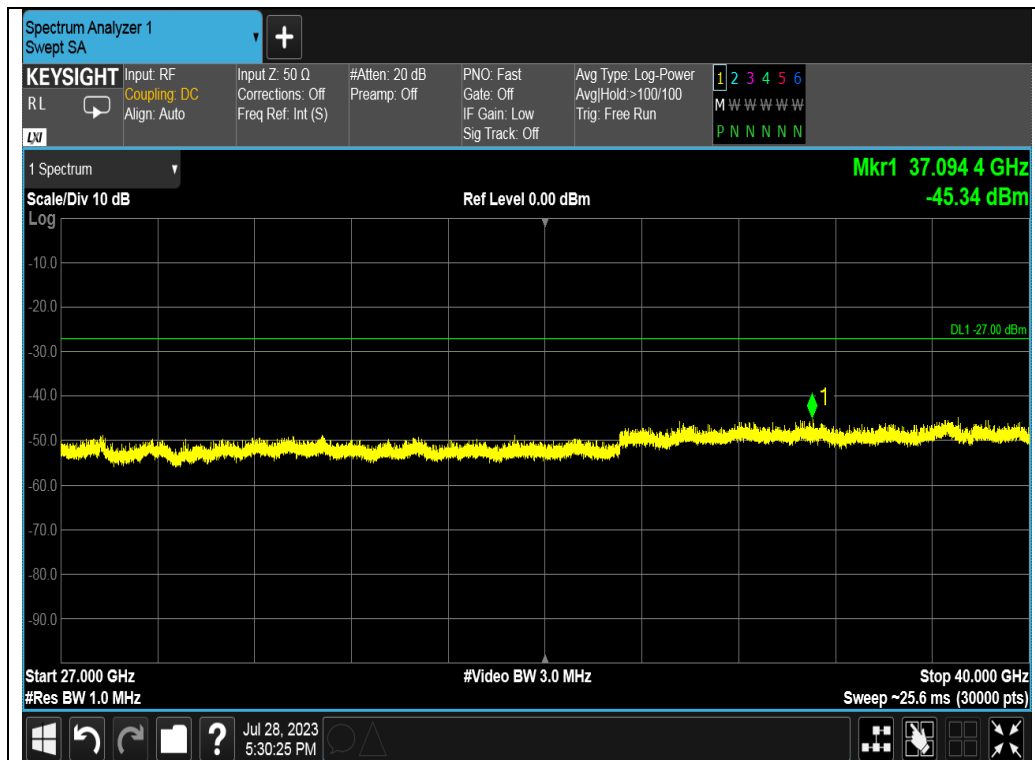 Spectrum Analyzer 1
Swept SA
KEYSIGHT
RL
LXI
Input: RF
Coupling: DC
Align: Auto
Input Z: 50 Ω
Corrections: Off
Freq Ref: Int (S)
#Atten: 20 dB
Preamp: Off
PNO: Fast
Gate: Off
IF Gain: Low
Sig Track: Off
Avg Type: Log-Power
Avg|Hold:>100/100
Trig: Free Run
1 2 3 4 5 6
M W W W W W
P N N N N N
1 Spectrum
Mkr1 37.094 4 GHz
Scale/Div 10 dB
Ref Level 0.00 dBm
-45.34 dBm
Log
-10.0
-20.0
DL1 -27.00 dBm
-30.0
-40.0
1
-50.0
-60.0
-70.0
-80.0
-90.0
Start 27.000 GHz
#Video BW 3.0 MHz
Stop 40.000 GHz
#Res BW 1.0 MHz
Sweep ~25.6 ms (30000 pts)
?
Jul 28, 2023
5:30:25 PM